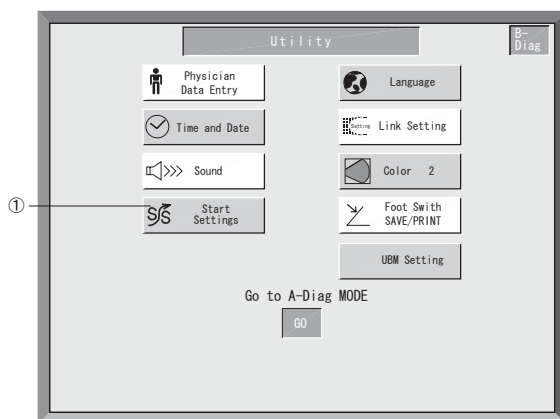 Utility
B-
Diag
Physician
Data Entry
Language
Time and Date
Setting
Link Setting
Sound
Color 2
①
S/S
Start
Settings
Foot Swith
SAVE/PRINT
UBM Setting
Go to A-Diag MODE
GO